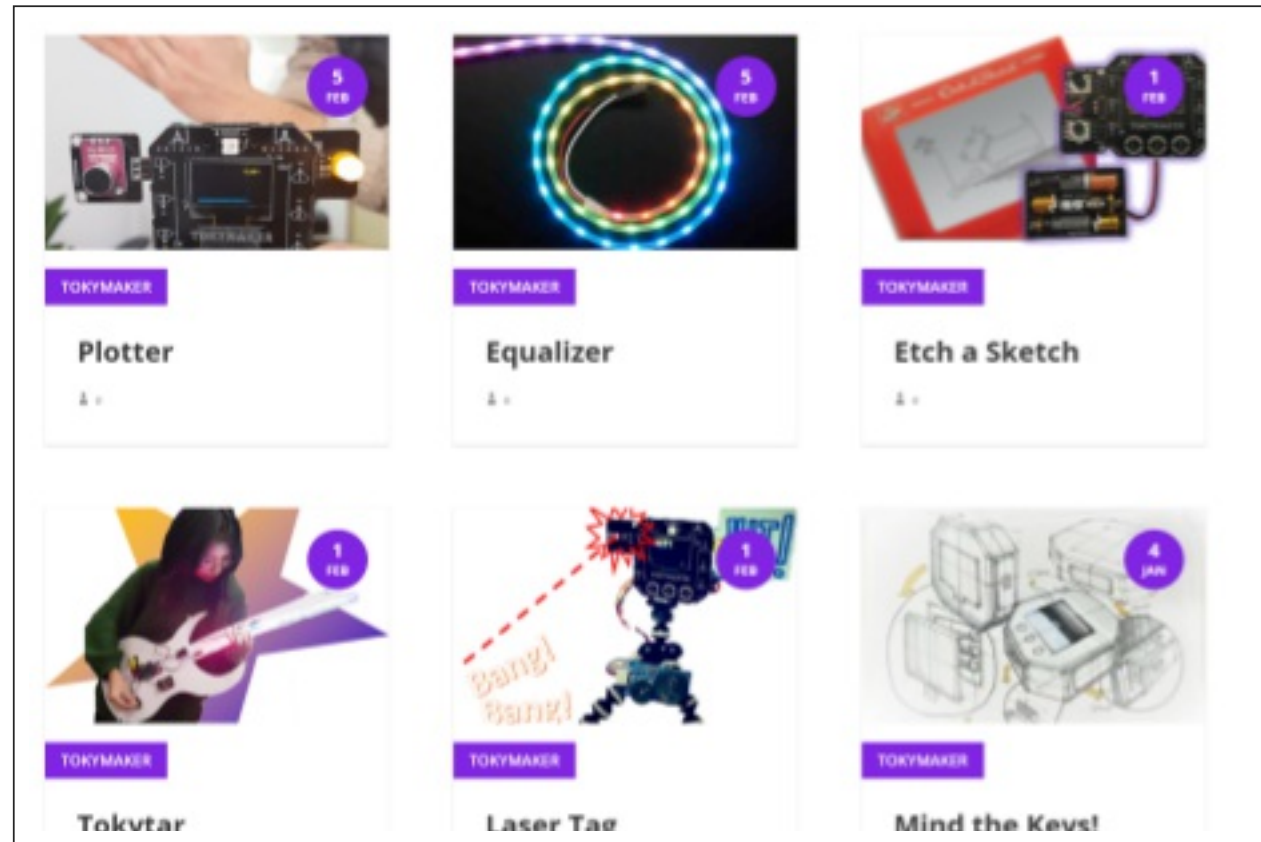 5
FEB
TOKYMAKER
TOKYMAKER
Plotter
5
FEB
TOKYMAKER
Equalizer
1
FEB
TOKYMAKER
Etch a Sketch
1
FEB
TOKYMAKER
Tokytar
1
FEB
Bang!
Bang!
TOKYMAKER
Laser Tag
4
JAN
TOKYMAKER
Mind the Keys!